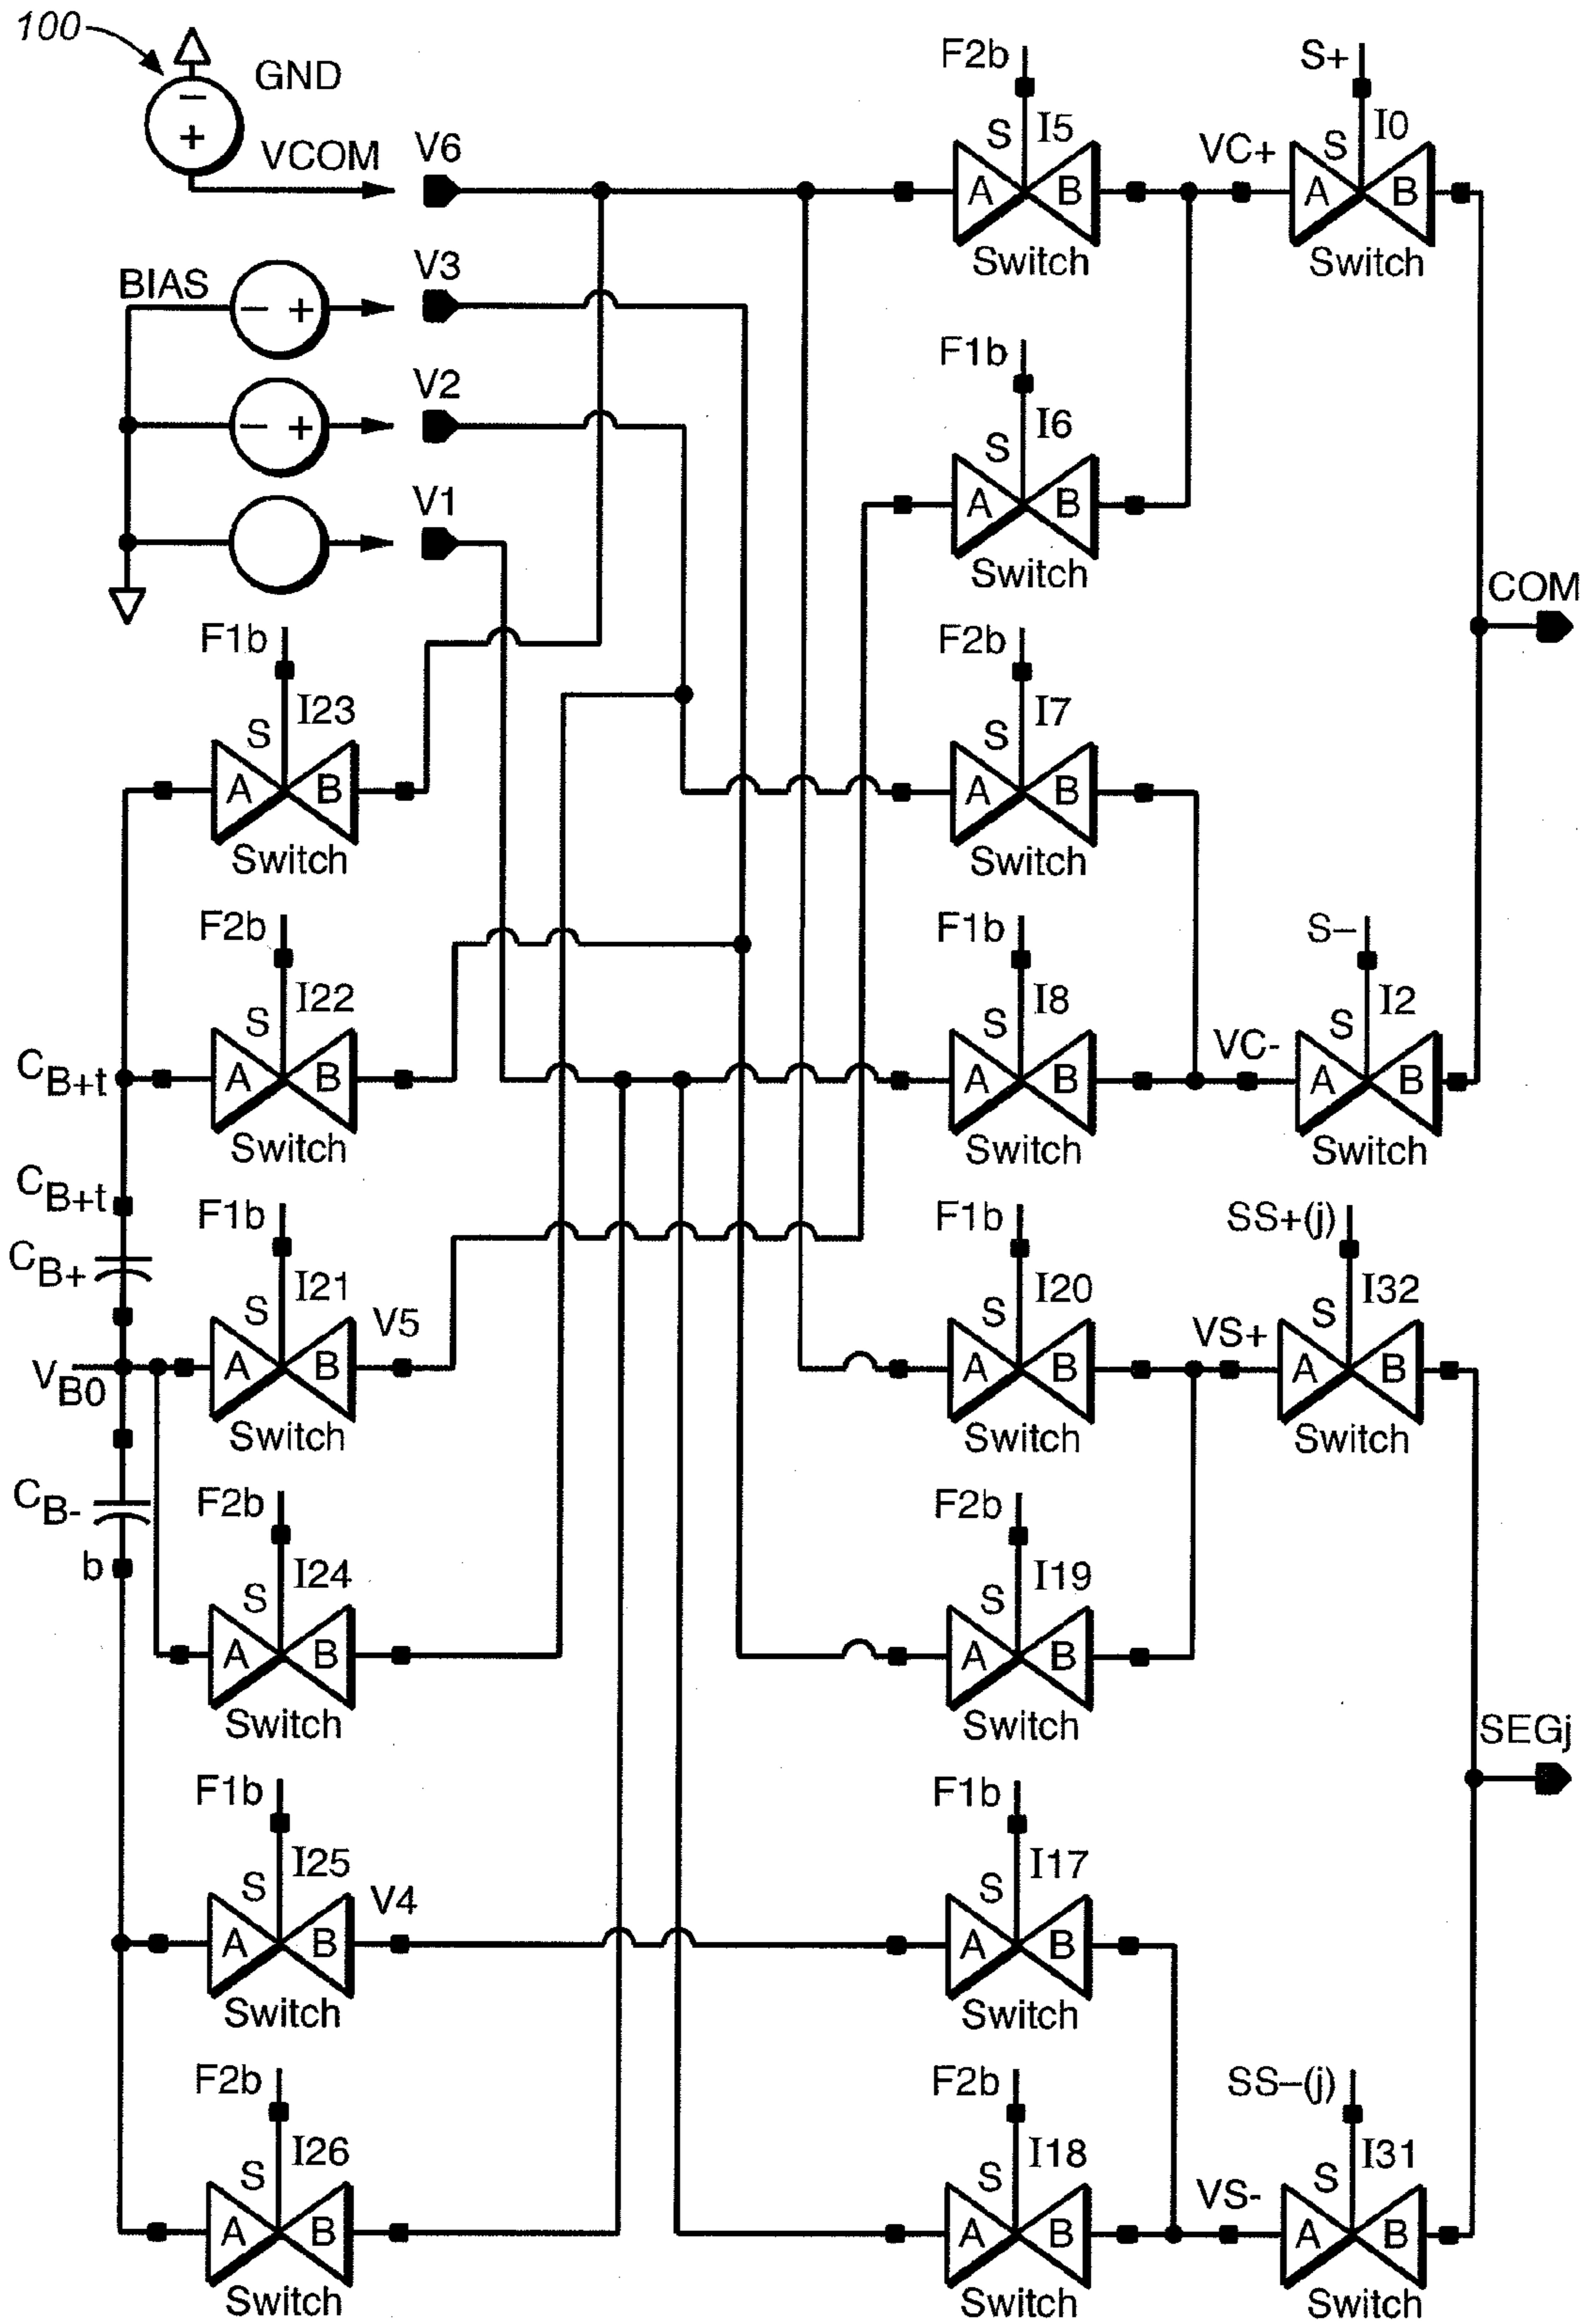 100
GND
VCOM
V6
BIAS
V3
V2
V1
F2b
S
I5
A B
Switch
VC+
S+
S
I0
A B
Switch
F1b
S
I6
A B
Switch
COM
F1b
S
I23
A B
Switch
F2b
S
I7
A B
Switch
F2b
S
I22
CB+t
A B
Switch
F1b
S
I8
A B
Switch
VC-
S–
S
I2
A B
Switch
CB+t
CB+
F1b
S
I21
V5
VB0
A B
Switch
F1b
S
I20
A B
Switch
VS+
SS+(j)
S
I32
A B
Switch
CB-
b
F2b
S
I24
A B
Switch
F2b
S
I19
A B
Switch
SEGj
F1b
S
I25
V4
A B
Switch
F1b
S
I17
A B
Switch
F2b
S
I26
A B
Switch
F2b
S
I18
A B
Switch
VS-
SS–(j)
S
I31
A B
Switch